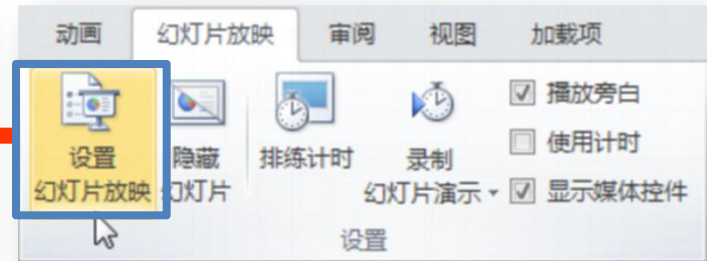 动画 幻灯片放映 审阅 视图 加载项
设置
幻灯片放映
隐藏
幻灯片
排练计时
录制
幻灯片演示
播放旁白
使用计时
显示媒体控件
设置